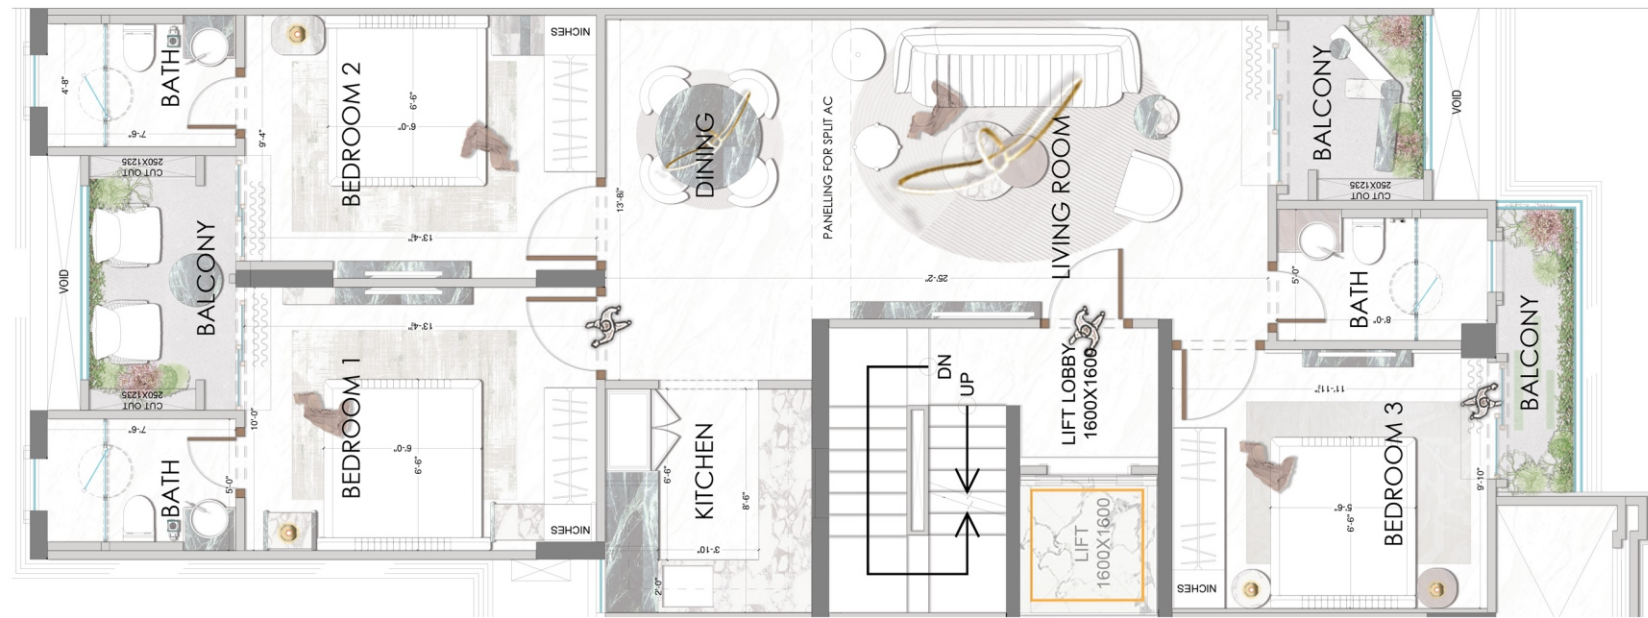 BATH
4'-8"
7'-6"
BEDROOM 2
NICHES
6'-6"
6'-0"
9'-4"
13'-4"
CUT OUT
250X1235
VOID
BALCONY
CUT OUT
250X1235
13'-4"
BEDROOM 1
10'-0"
6'-0"
6'-6"
7'-6"
5'-0"
BATH
NICHES
DINING
13'-8"
PANELLING FOR SPLIT AC
LIVING ROOM
25'-2"
KITCHEN
6'-6"
8'-6"
3'-10"
2'-0"
DN
UP
LIFT LOBBY
1600X1600
LIFT
1600X1600
BALCONY
VOID
CUT OUT
250X1235
5'-0"
BATH
8'-0"
BALCONY
11'-11"
BEDROOM 3
9'-10"
5'-6"
6'-6"
NICHES